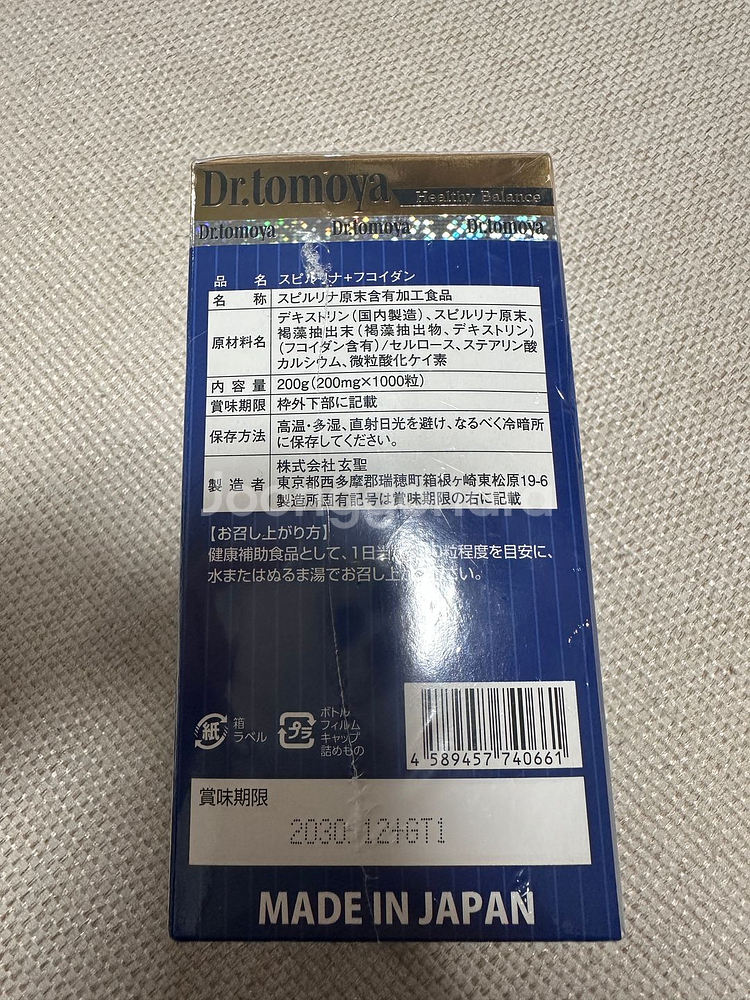 Dr.tomoya Healthy Balance
Dr.tomoya Dr.tomoya Dr.tomoya
品名 スピルリナ+フコイダン
名称 スピルリナ原末含有加工食品
原材料名 デキストリン(国内製造)、スピルリナ原末、
褐藻抽出末(褐藻抽出物、デキストリン)
(フコイダン含有)/セルロース、ステアリン酸
カルシウム、微粒酸化ケイ素
内容量 200g(200mg×1000粒)
賞味期限 枠外下部に記載
保存方法 高温・多湿、直射日光を避け、なるべく冷暗所
に保存してください。
製造者 株式会社玄聖
東京都西多摩郡瑞穂町箱根ヶ崎東松原19-6
製造所固有記号は賞味期限の右に記載
Joonggonara
【お召し上がり方】
健康補助食品として、1日当 粒程度を目安に、
水またはぬるま湯でお召し上 さい。
紙 箱
ラベル
プラ ボトル
フィルム
キャップ
詰めもの
4 589457 740661
賞味期限
2030.12+GT1
MADE IN JAPAN